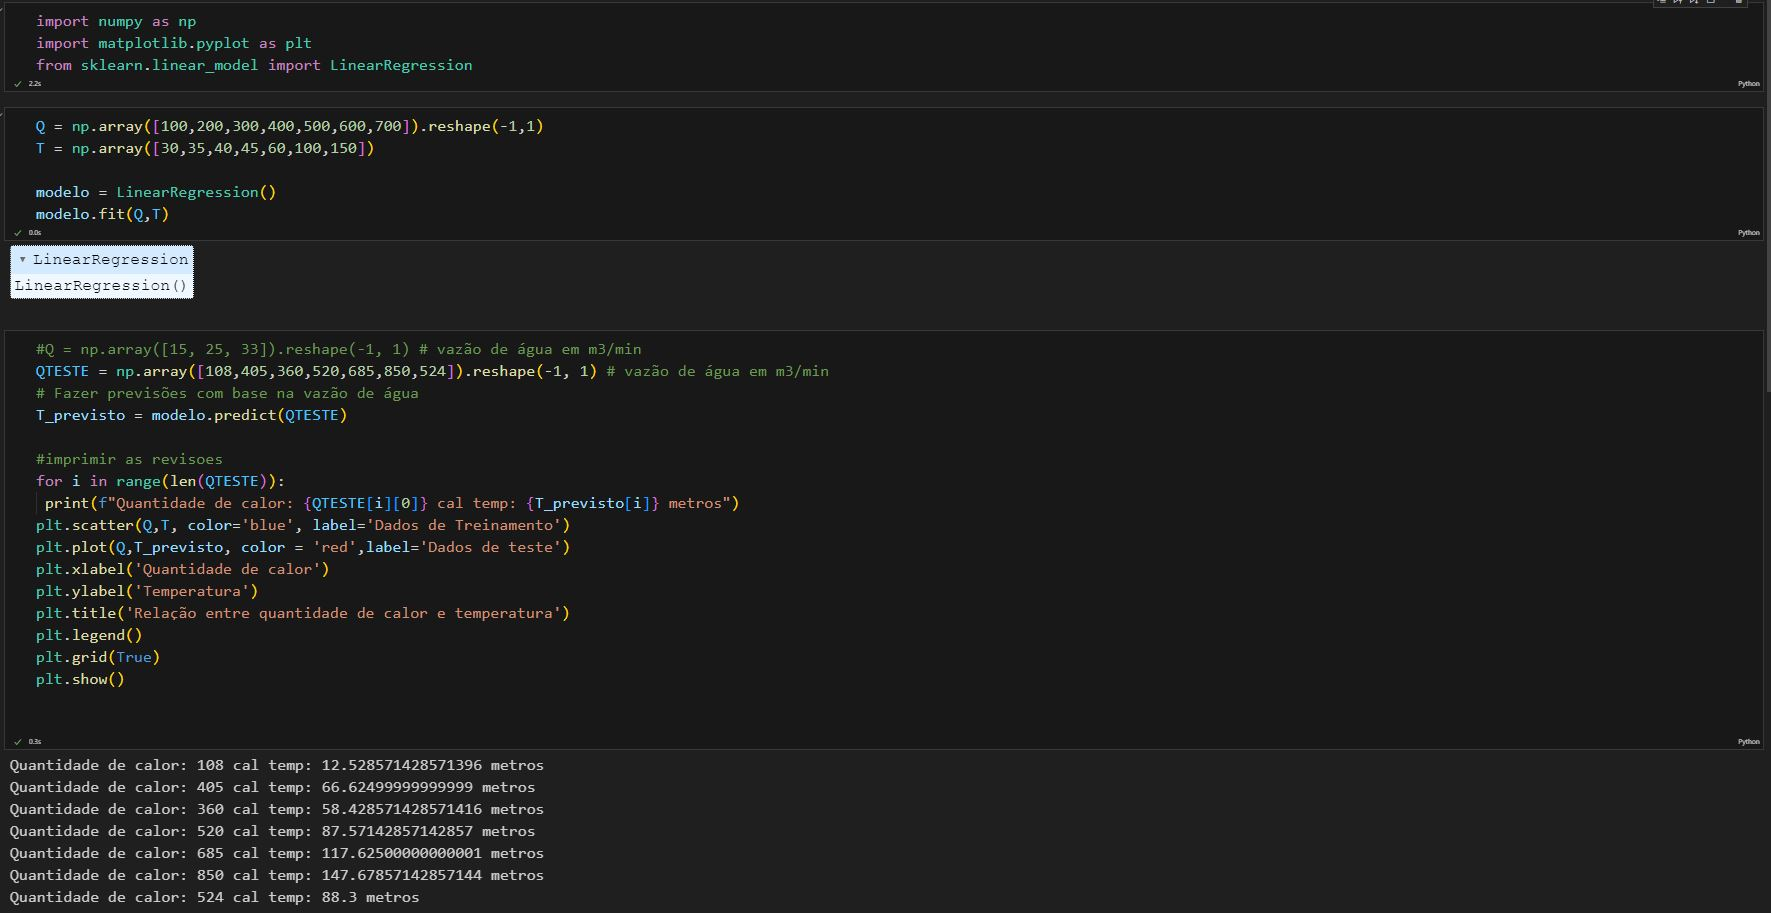 import numpy as np
import matplotlib.pyplot as plt
from sklearn.linear_model import LinearRegression
2.2s
Python
Q = np.array([100,200,300,400,500,600,700]).reshape(-1,1)
T = np.array([30,35,40,45,60,100,150])
modelo = LinearRegression()
modelo.fit(Q,T)
0.0s
Python
LinearRegression
LinearRegression()
#Q = np.array([15, 25, 33]).reshape(-1, 1) # vazão de água em m3/min
QTESTE = np.array([108,405,360,520,685,850,524]).reshape(-1, 1) # vazão de água em m3/min
# Fazer previsões com base na vazão de água
T_previsto = modelo.predict(QTESTE)
#imprimir as revisoes
for i in range(len(QTESTE)):
print(f"Quantidade de calor: {QTESTE[i][0]} cal temp: {T_previsto[i]} metros")
plt.scatter(Q,T, color='blue', label='Dados de Treinamento')
plt.plot(Q,T_previsto, color = 'red',label='Dados de teste')
plt.xlabel('Quantidade de calor')
plt.ylabel('Temperatura')
plt.title('Relação entre quantidade de calor e temperatura')
plt.legend()
plt.grid(True)
plt.show()
0.3s
Python
Quantidade de calor: 108 cal temp: 12.528571428571396 metros
Quantidade de calor: 405 cal temp: 66.62499999999999 metros
Quantidade de calor: 360 cal temp: 58.428571428571416 metros
Quantidade de calor: 520 cal temp: 87.57142857142857 metros
Quantidade de calor: 685 cal temp: 117.62500000000001 metros
Quantidade de calor: 850 cal temp: 147.67857142857144 metros
Quantidade de calor: 524 cal temp: 88.3 metros